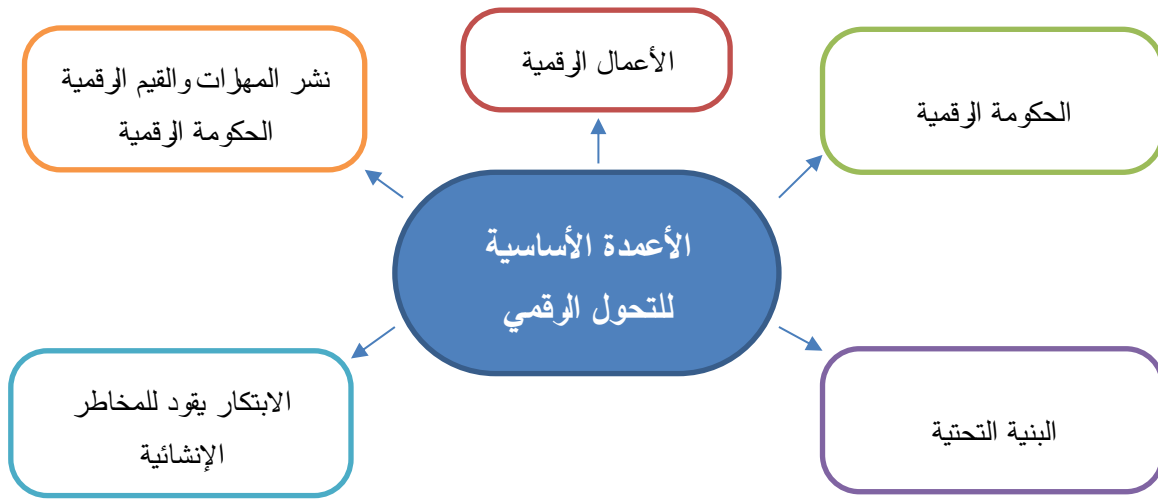 الأعمال الرقمية
نشر المهارات والقيم الرقمية
الحكومة الرقمية
الحكومة الرقمية
الأعمدة الأساسية
للتحول الرقمي
الابتكار يقود للمخاطر
الإنشائية
البنية التحتية